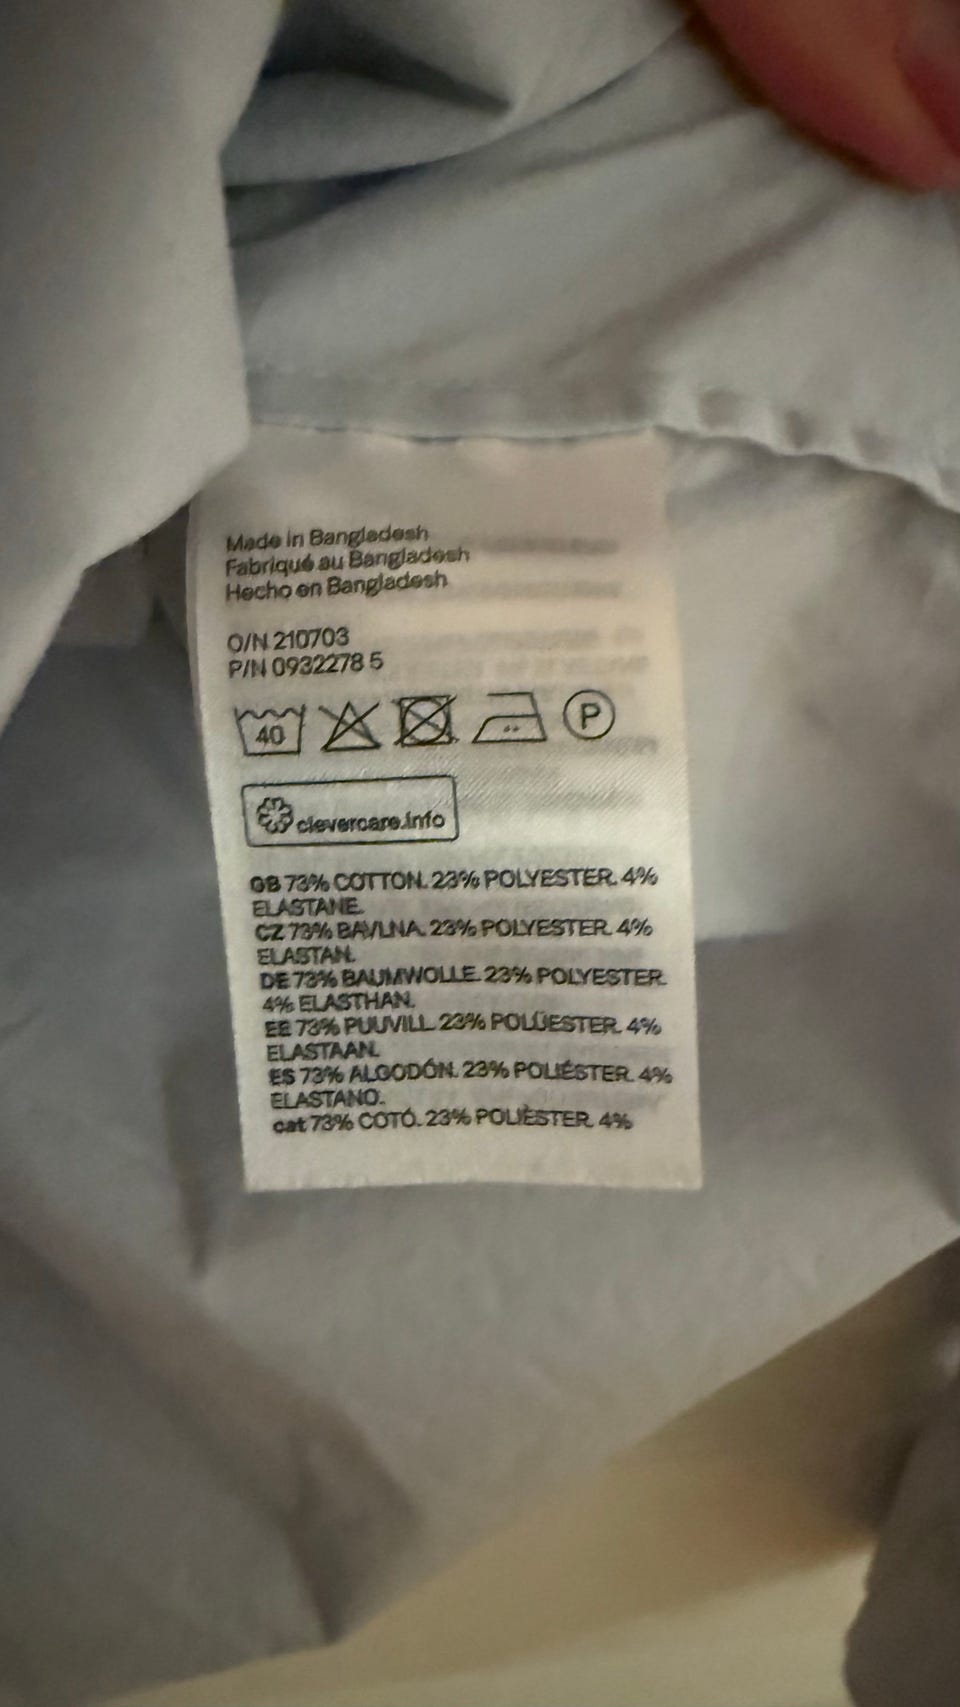 Made in Bangladesh
Fabriqué au Bangladesh
Hecho en Bangladesh
O/N 210703
P/N 0932278 5
40
P
clevercare.info
GB 73% COTTON. 23% POLYESTER. 4%
ELASTANE.
CZ 73% BAVLNA. 23% POLYESTER. 4%
ELASTAN.
DE 73% BAUMWOLLE. 23% POLYESTER.
4% ELASTHAN.
EE 73% PUUVILL. 23% POLÜESTER. 4%
ELASTAAN.
ES 73% ALGODÓN. 23% POLIÉSTER. 4%
ELASTANO.
cat 73% COTÓ. 23% POLIÈSTER. 4%